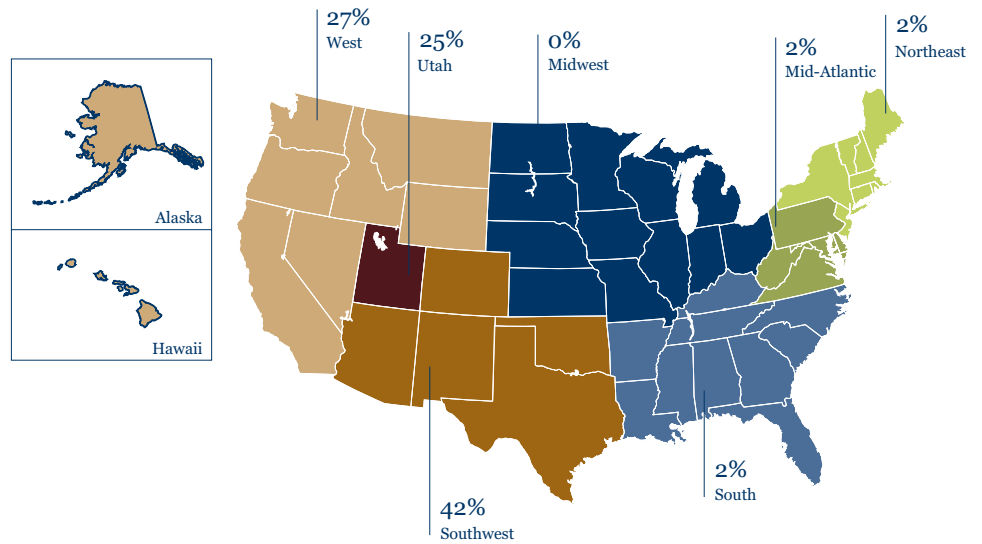 27%
West
25%
Utah
0%
Midwest
2%
Mid-Atlantic
2%
Northeast
Alaska
Hawaii
2%
South
42%
Southwest